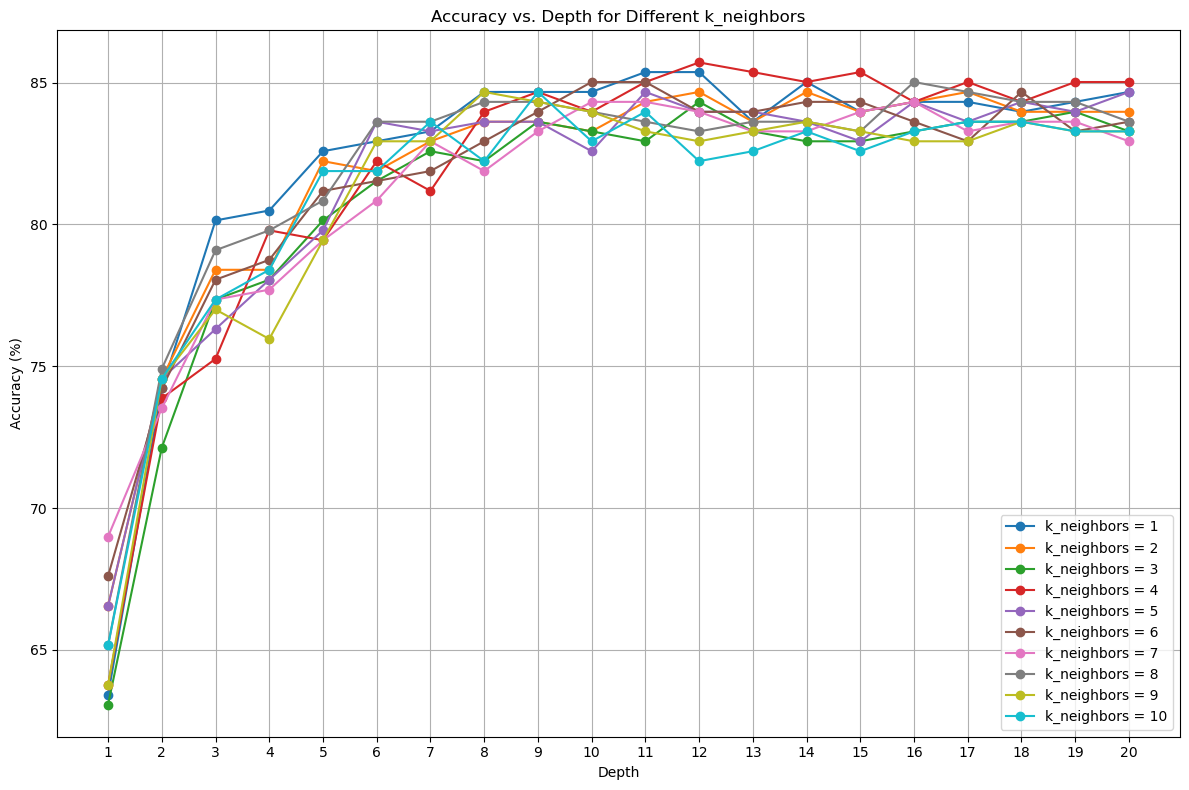 Accuracy vs. Depth for Different k_neighbors
Accuracy (%)
85
80
75
70
65
k_neighbors = 1
k_neighbors = 2
k_neighbors = 3
k_neighbors = 4
k_neighbors = 5
k_neighbors = 6
k_neighbors = 7
k_neighbors = 8
k_neighbors = 9
k_neighbors = 10
1 2 3 4 5 6 7 8 9 10 11 12 13 14 15 16 17 18 19 20
Depth